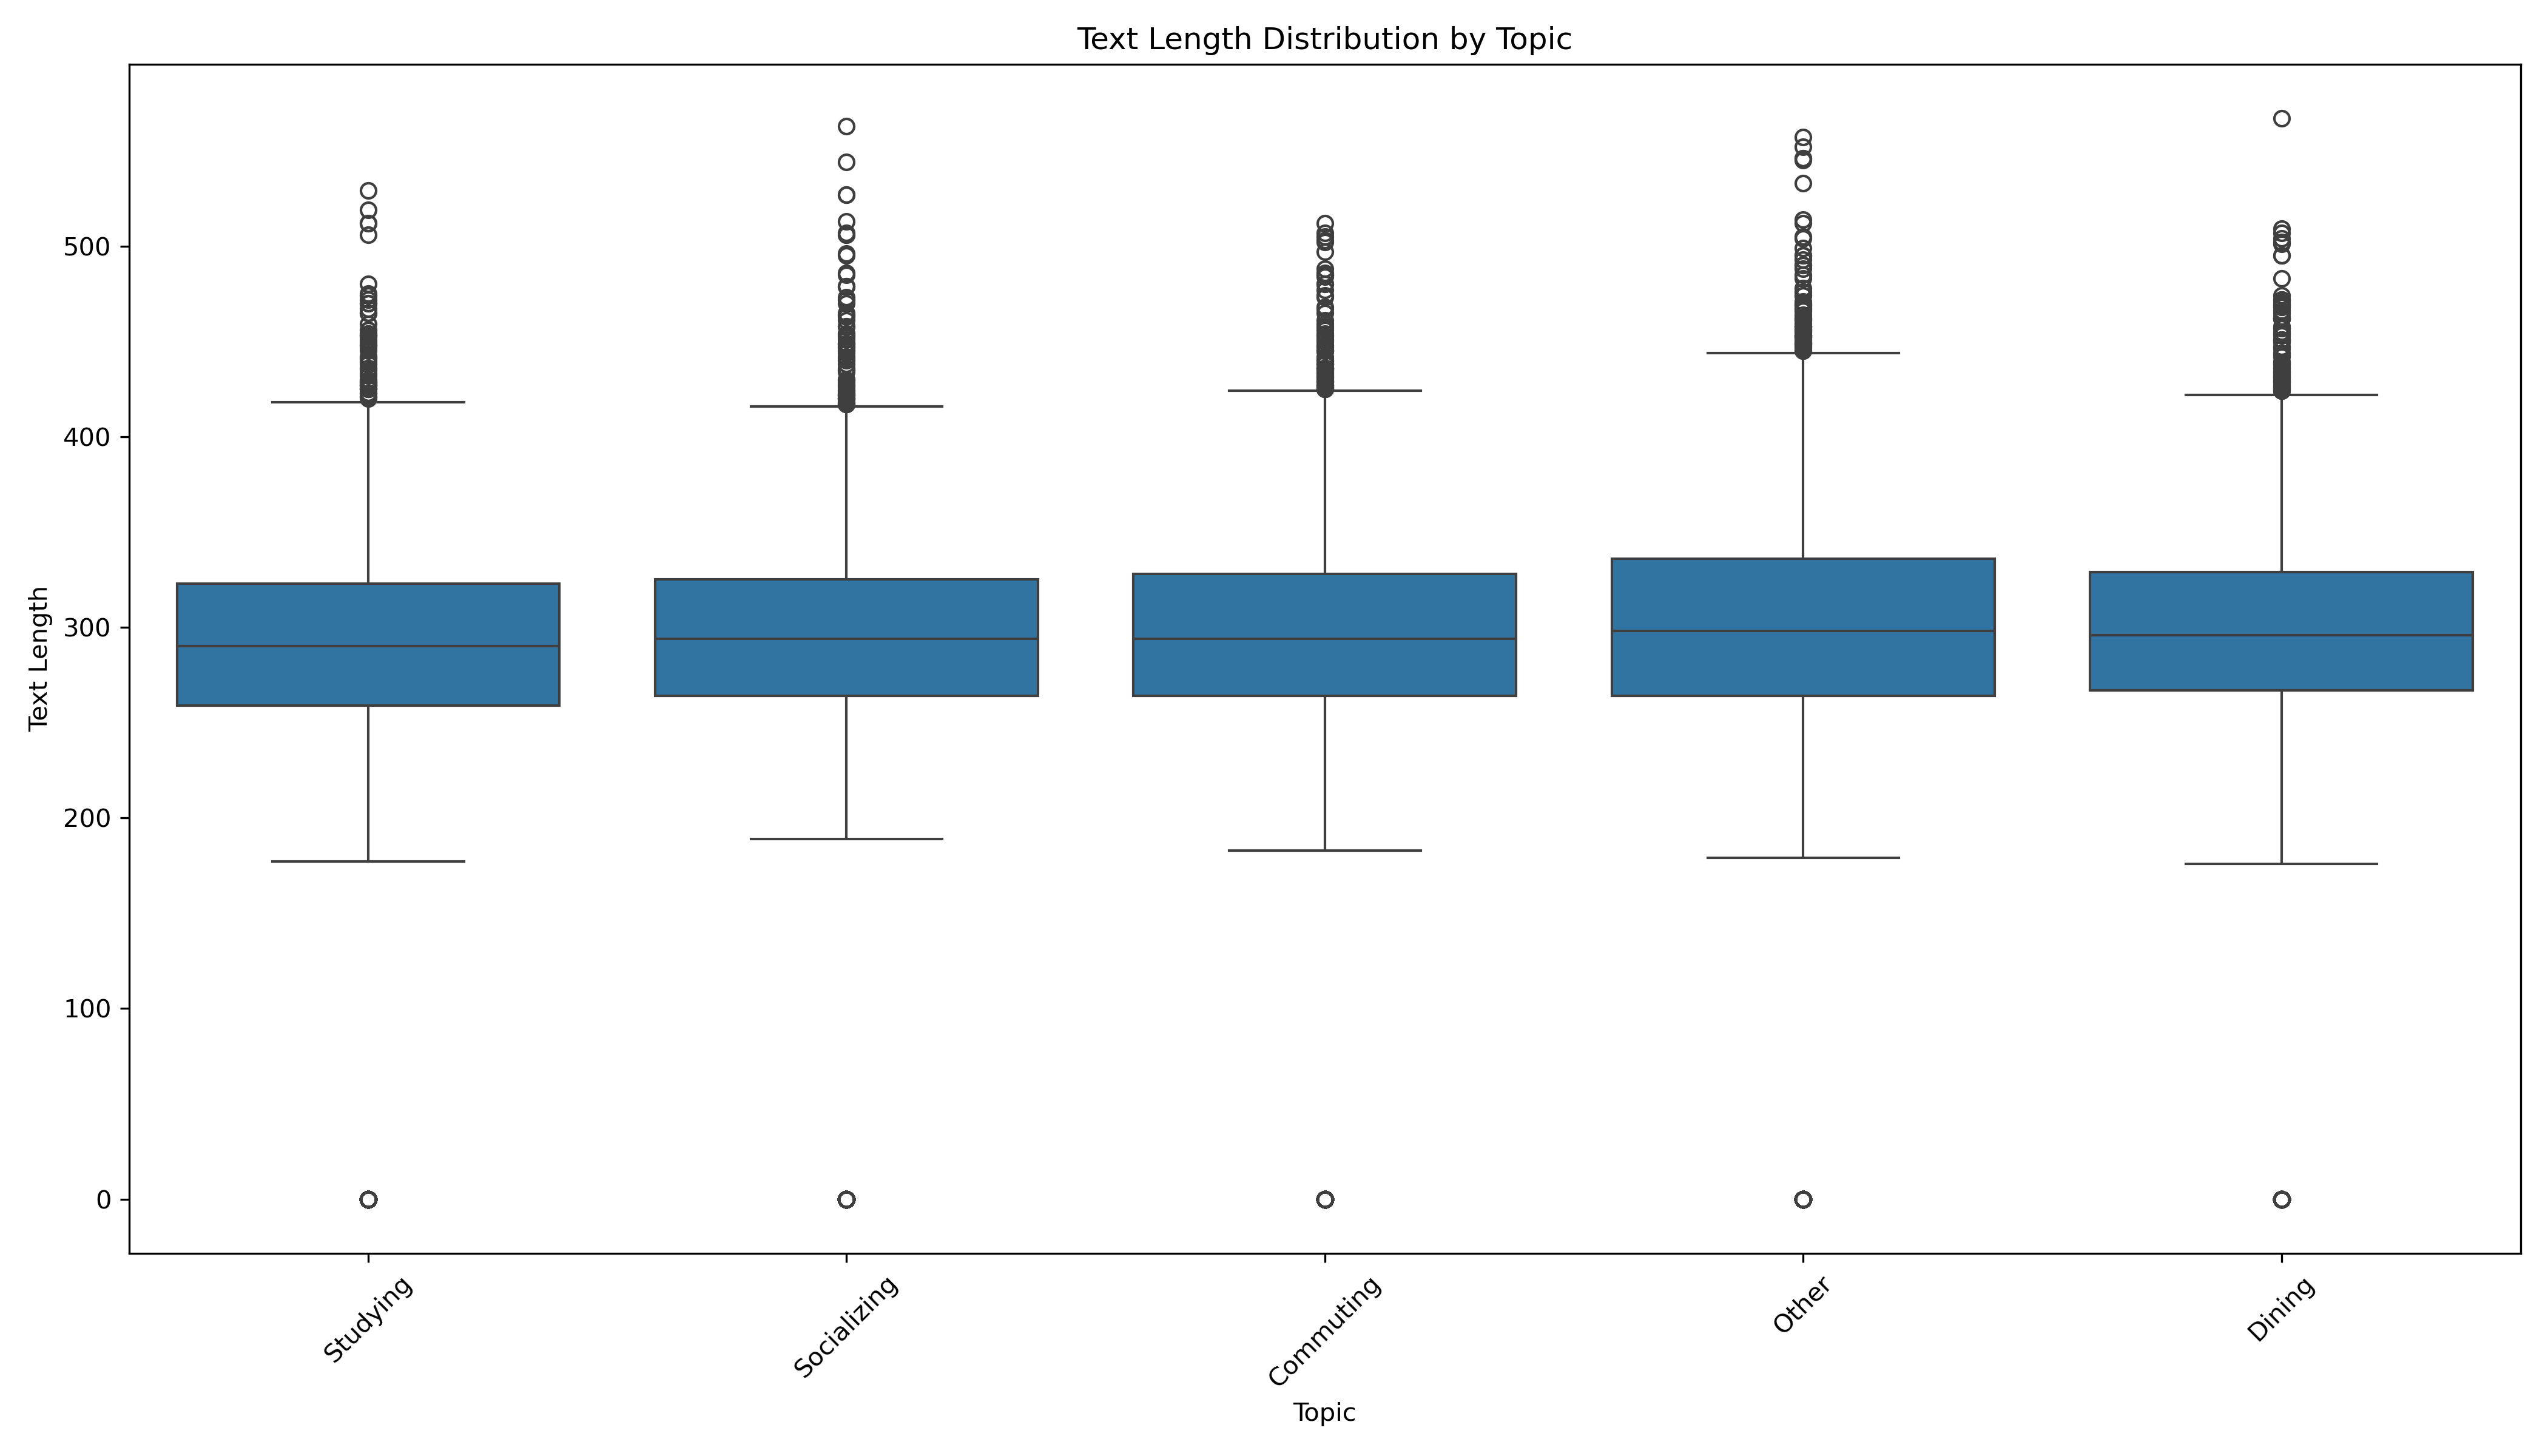 Text Length Distribution by Topic
Text Length
500
400
300
200
100
0
Studying
Socializing
Commuting
Other
Dining
Topic